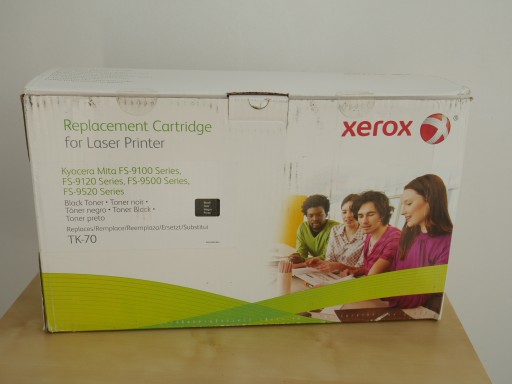 Replacement Cartridge
for Laser Printer
xerox
Kyocera Mita FS-9100 Series,
FS-9120 Series, FS-9500 Series,
FS-9520 Series
Black Toner • Toner noir •
Tóner negro • Toner Black •
Toner preto
Replaces/Remplace/Reemplaza/Ersetzt/Substitui
TK-70